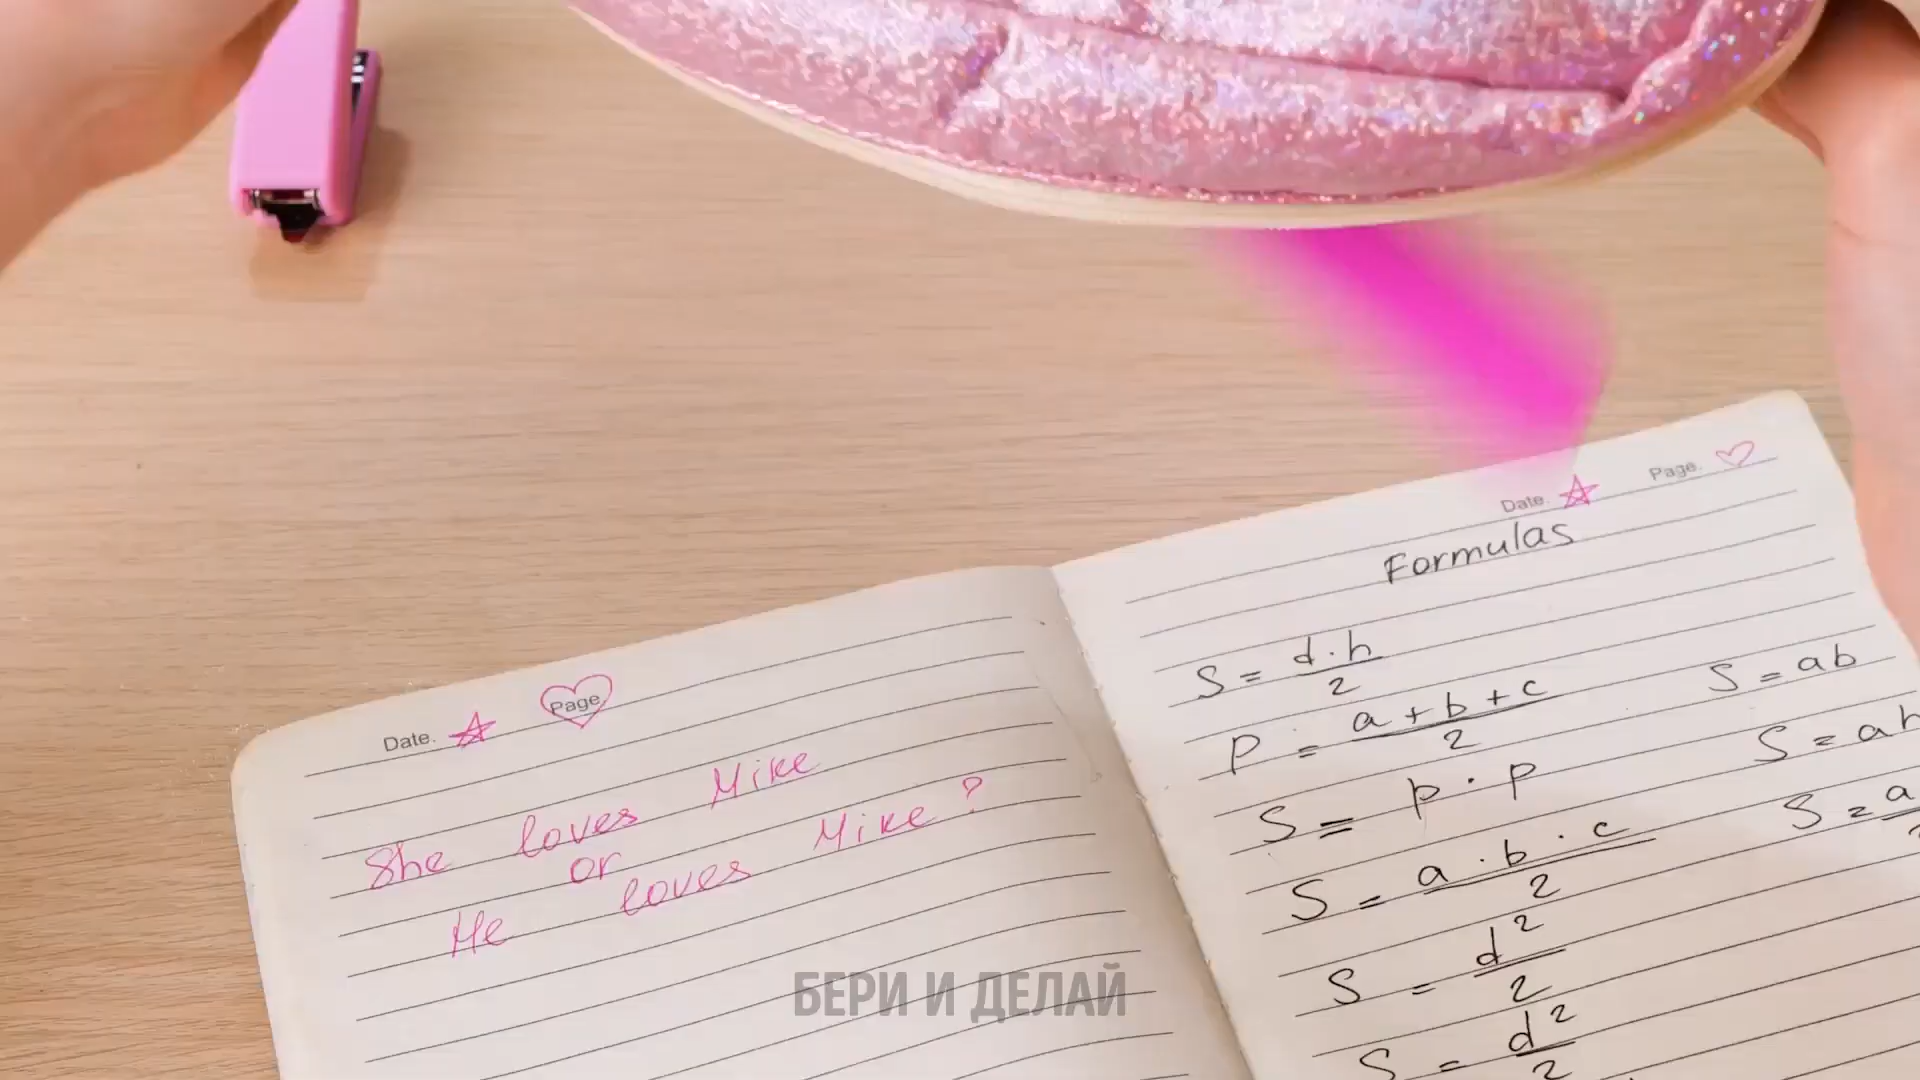 Date.
Page
She loves Mike
or
He loves Mike?
Date.
Page.
Formulas
S = d·h/2
P = a+b+c/2
S = p·p
S = a·b·c/2
S = d²/2
S = d²/2
S = ab
S = ah
S = a
БЕРИ И ДЕЛАЙ